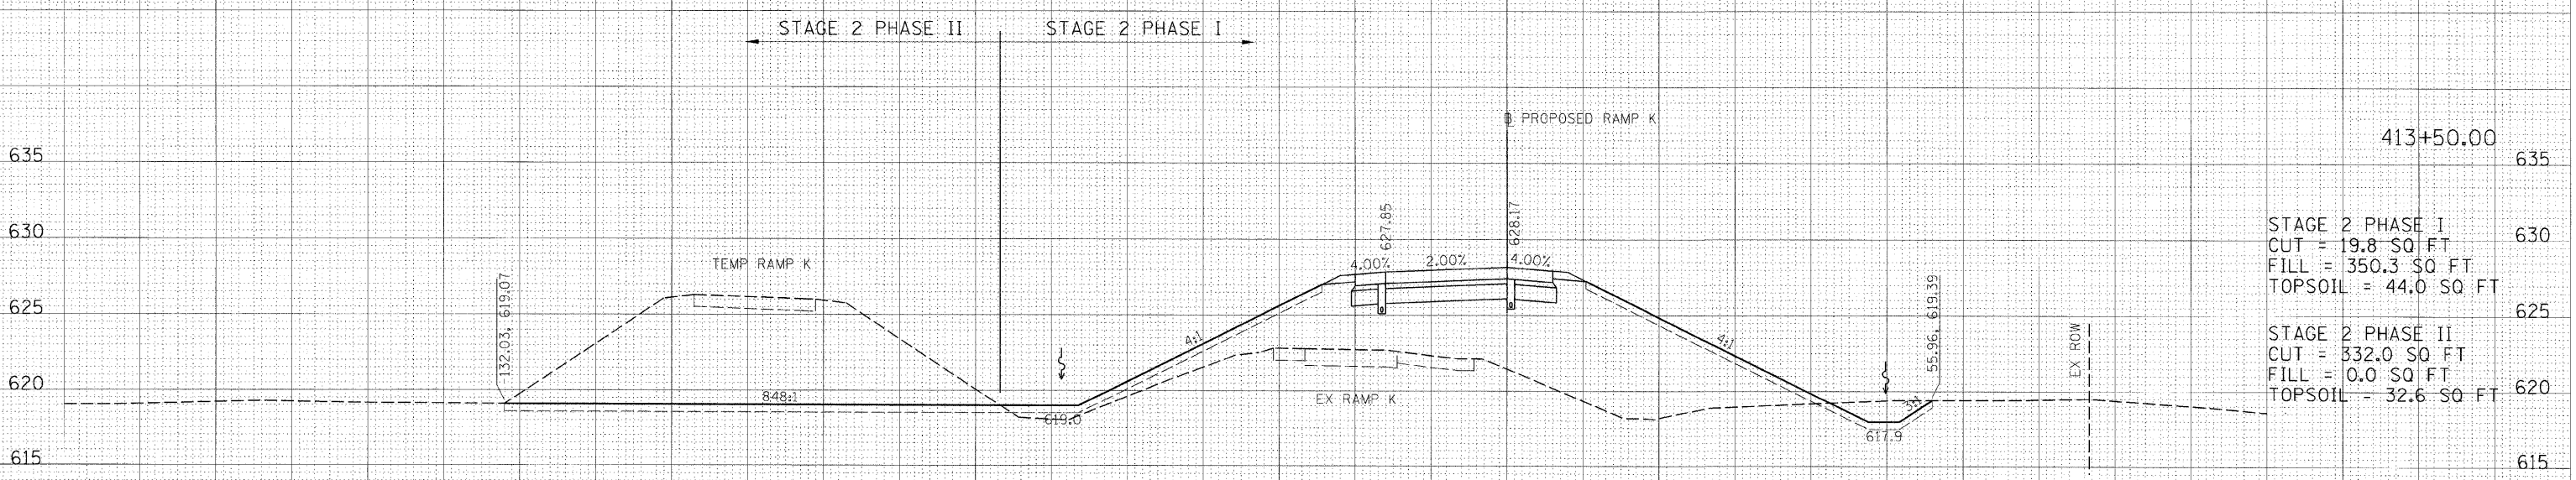 STAGE 2 PHASE II
STAGE 2 PHASE I
B PROPOSED RAMP K
413+50.00
635
635
630
630
625
625
620
620
615
615
STAGE 2 PHASE I
CUT = 19.8 SQ FT
FILL = 350.3 SQ FT
TOPSOIL = 44.0 SQ FT
STAGE 2 PHASE II
CUT = 332.0 SQ FT
FILL = 0.0 SQ FT
TOPSOIL = 32.6 SQ FT
TEMP RAMP K
-132.03, 619.07
848:1
619.0
4:1
627.85
628.17
4.00%
2.00%
4.00%
EX RAMP K
4:1
617.9
3:1
55.96, 619.39
EX ROW